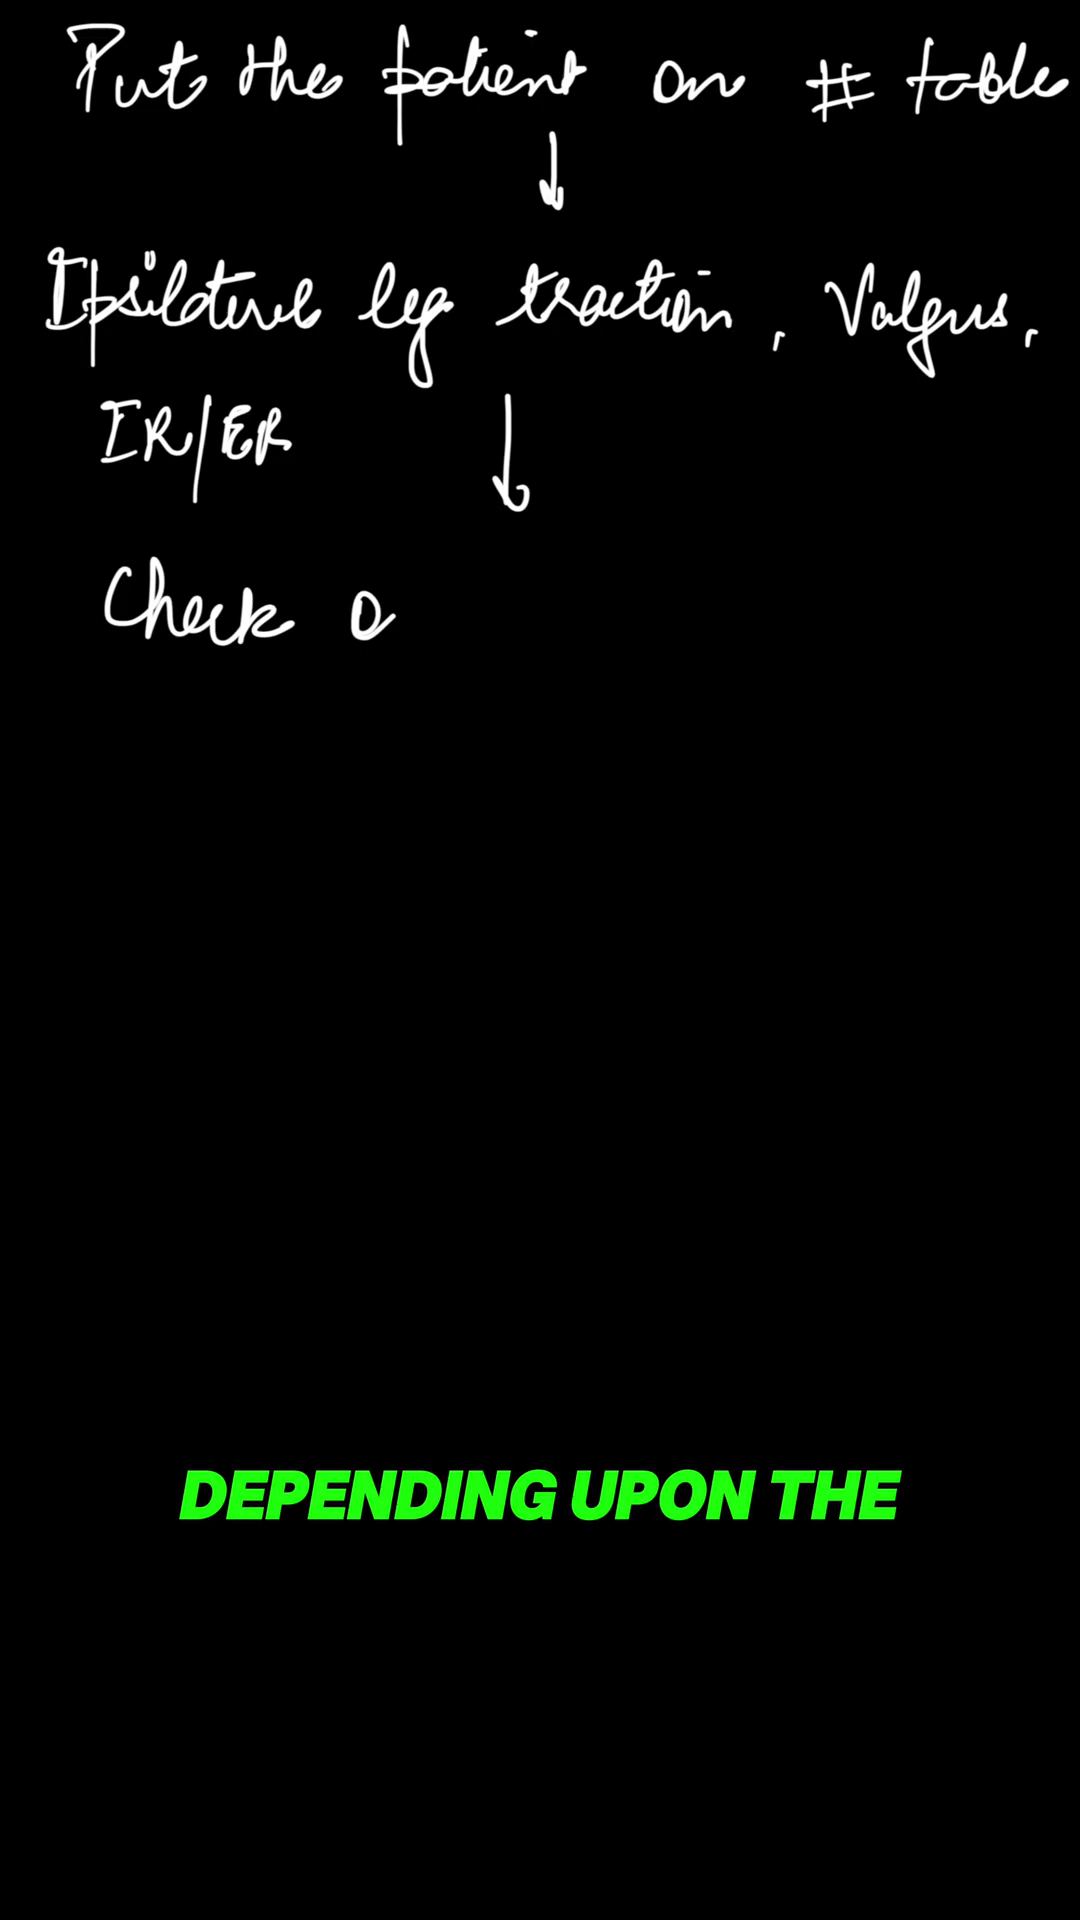 Put the patient on # table
↓
Ipsilateral leg traction, Valgus,
IR/ER
↓
Check o
DEPENDING UPON THE